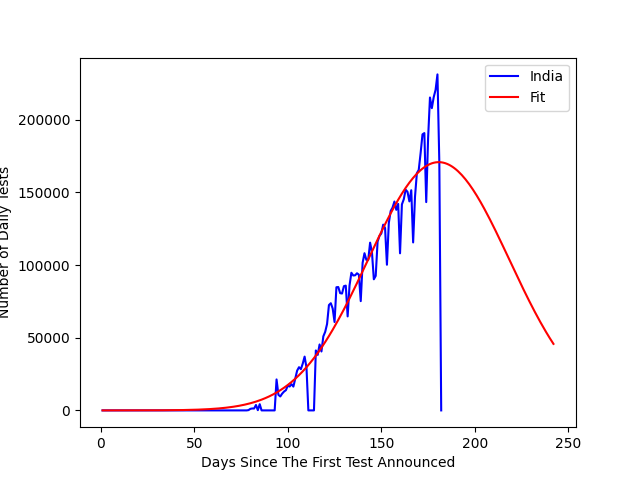 India
Fit
200000
150000
100000
50000
0
Number of Daily Tests
0 50 100 150 200 250
Days Since The First Test Announced